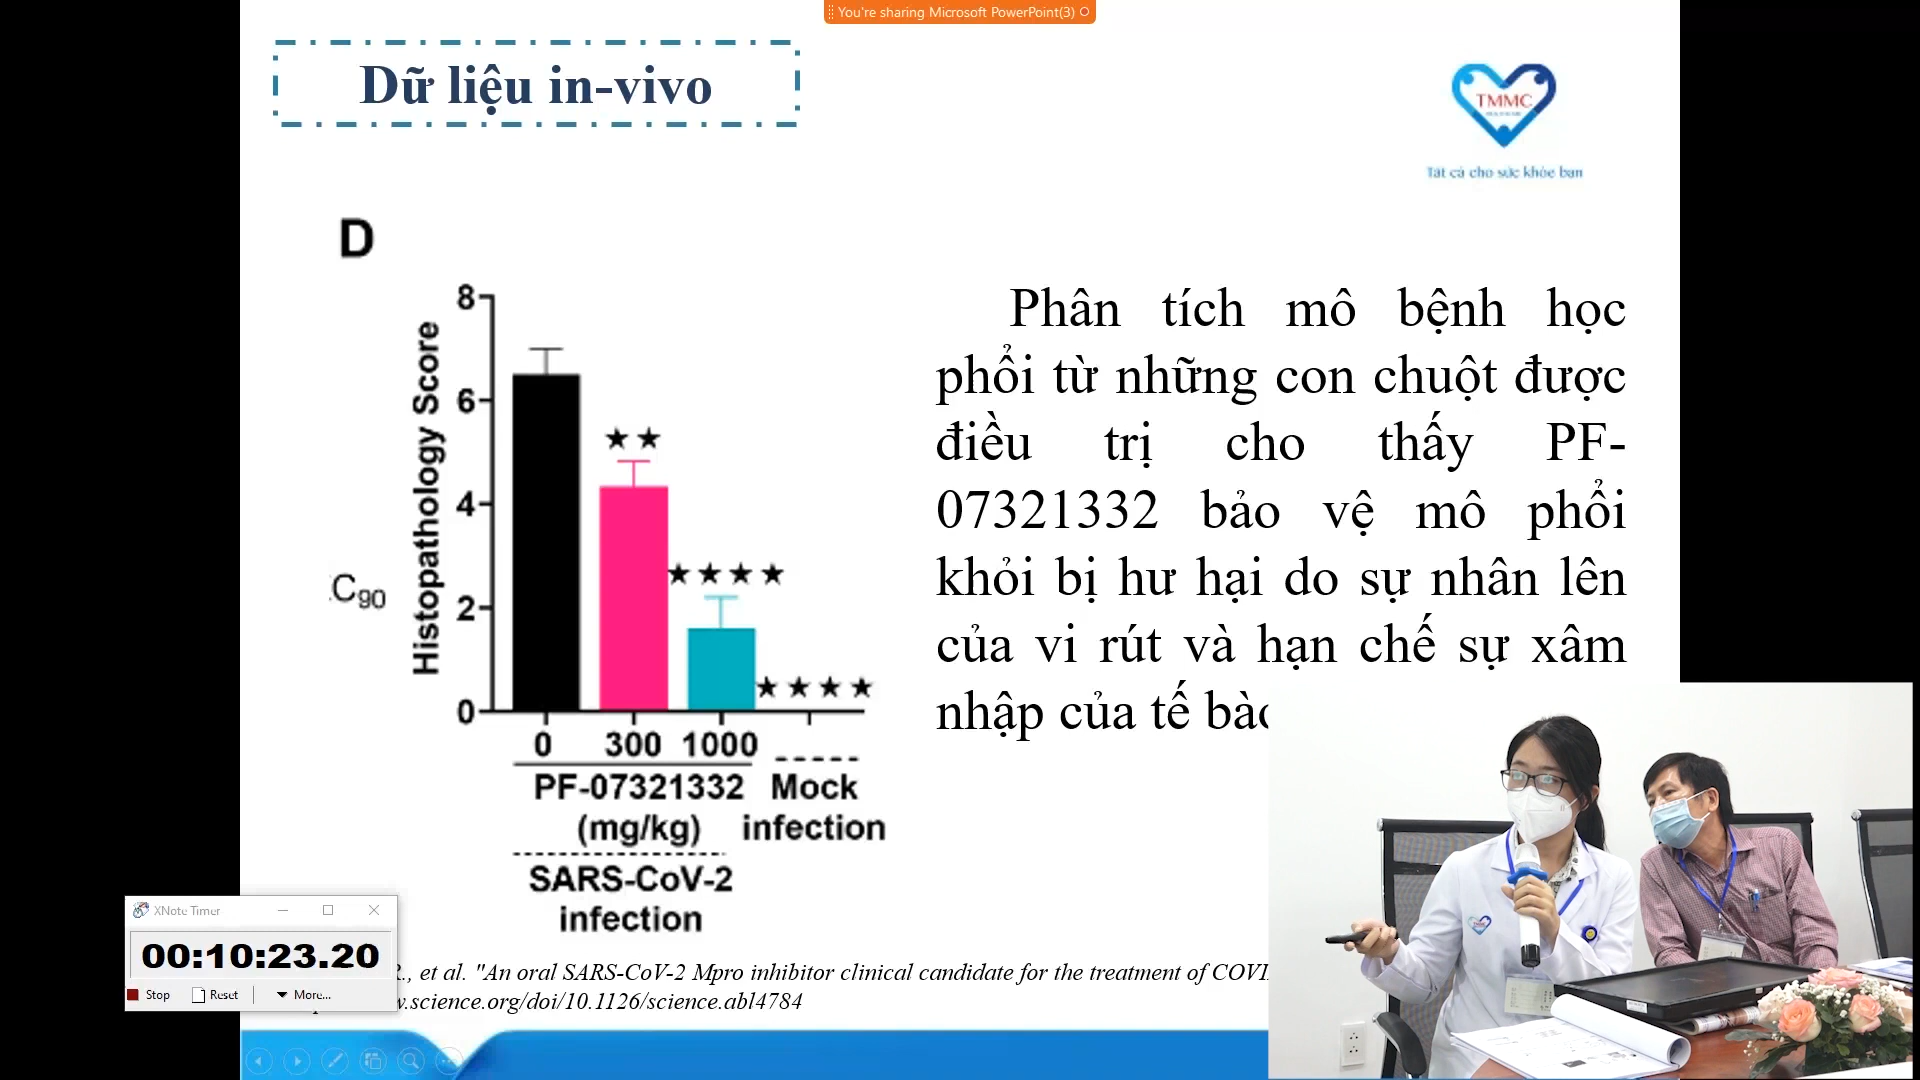 You're sharing Microsoft PowerPoint(3)
Dữ liệu in-vivo
TMMC
Tất cả cho sức khỏe bạn
D
Histopathology Score
8
6
4
2
0
★★
★★★★
★★★★
C90
0 300 1000
PF-07321332
(mg/kg)
Mock
infection
SARS-CoV-2
infection
Phân tích mô bệnh học
phổi từ những con chuột được
điều trị cho thấy PF-
07321332 bảo vệ mô phổi
khỏi bị hư hại do sự nhân lên
của vi rút và hạn chế sự xâm
nhập của tế bào
XNote Timer
00:10:23.20
Stop Reset More...
, et al. "An oral SARS-CoV-2 Mpro inhibitor clinical candidate for the treatment of COVI
.science.org/doi/10.1126/science.abl4784
TMMC